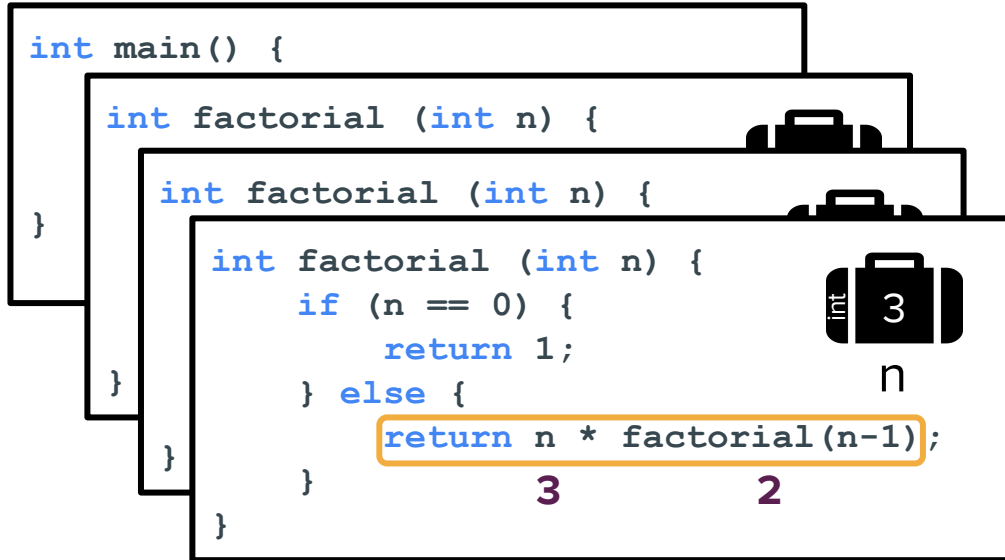 int main() {
int factorial (int n) {
int factorial (int n) {
}
int factorial (int n) {
if (n == 0) {
int 3
return 1;
n
}
} else {
return n * factorial(n-1);
}
}
3 2
}